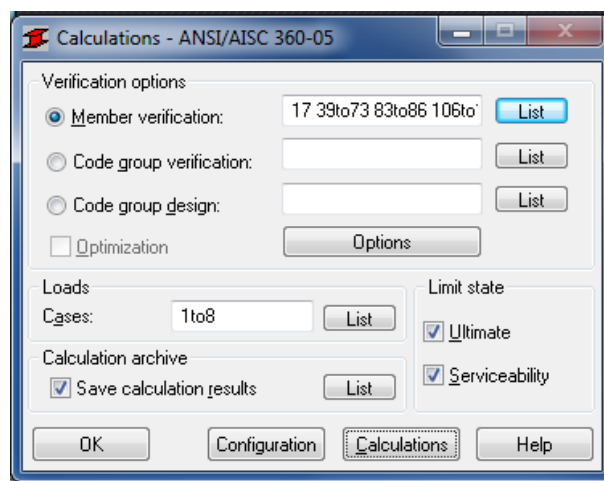 Calculations - ANSI/AISC 360-05
Verification options
Member verification: 17 39to73 83to86 106to List
Code group verification: List
Code group design: List
Optimization Options
Loads
Cases: 1to8 List
Calculation archive
Save calculation results List
Limit state
Ultimate
Serviceability
OK Configuration Calculations Help